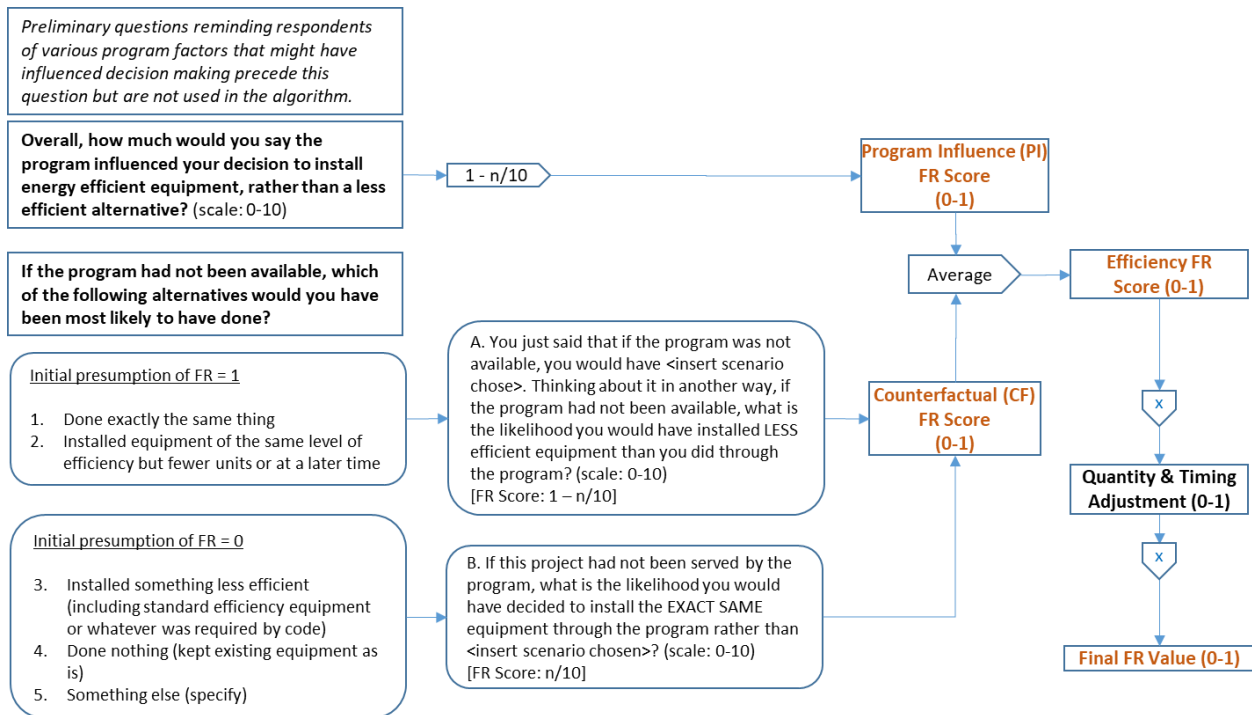 Preliminary questions reminding respondents
of various program factors that might have
influenced decision making precede this
question but are not used in the algorithm.
Overall, how much would you say the
program influenced your decision to install
energy efficient equipment, rather than a less
efficient alternative? (scale: 0-10)
1 - n/10
Program Influence (PI)
FR Score
(0-1)
If the program had not been available, which
of the following alternatives would you have
been most likely to have done?
Average
Efficiency FR
Score (0-1)
Initial presumption of FR = 1
1. Done exactly the same thing
2. Installed equipment of the same level of
efficiency but fewer units or at a later time
A. You just said that if the program was not
available, you would have <insert scenario
chose>. Thinking about it in another way, if
the program had not been available, what is
the likelihood you would have installed LESS
efficient equipment than you did through
the program? (scale: 0-10)
[FR Score: 1 – n/10]
Counterfactual (CF)
FR Score
(0-1)
x
Quantity & Timing
Adjustment (0-1)
x
Final FR Value (0-1)
Initial presumption of FR = 0
3. Installed something less efficient
(including standard efficiency equipment
or whatever was required by code)
4. Done nothing (kept existing equipment as
is)
5. Something else (specify)
B. If this project had not been served by the
program, what is the likelihood you would
have decided to install the EXACT SAME
equipment through the program rather than
<insert scenario chosen>? (scale: 0-10)
[FR Score: n/10]